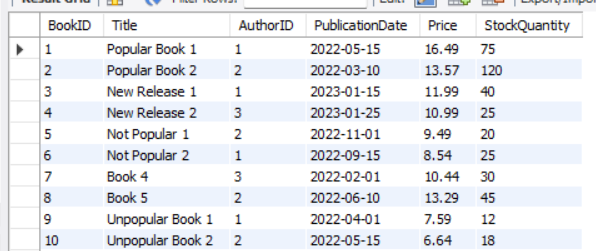 Result Grid Filter Rows: Edit: Export/Impor
BookID Title AuthorID PublicationDate Price StockQuantity
1 Popular Book 1 1 2022-05-15 16.49 75
2 Popular Book 2 2 2022-03-10 13.57 120
3 New Release 1 1 2023-01-15 11.99 40
4 New Release 2 3 2023-01-25 10.99 25
5 Not Popular 1 2 2022-11-01 9.49 20
6 Not Popular 2 1 2022-09-15 8.54 25
7 Book 4 3 2022-02-01 10.44 30
8 Book 5 2 2022-06-10 13.29 45
9 Unpopular Book 1 1 2022-04-01 7.59 12
10 Unpopular Book 2 2 2022-05-15 6.64 18